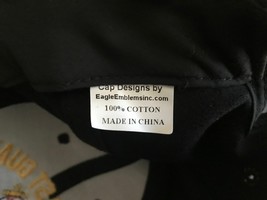 Cap Designs by
EagleEmblemsinc.com
100% COTTON
MADE IN CHINA